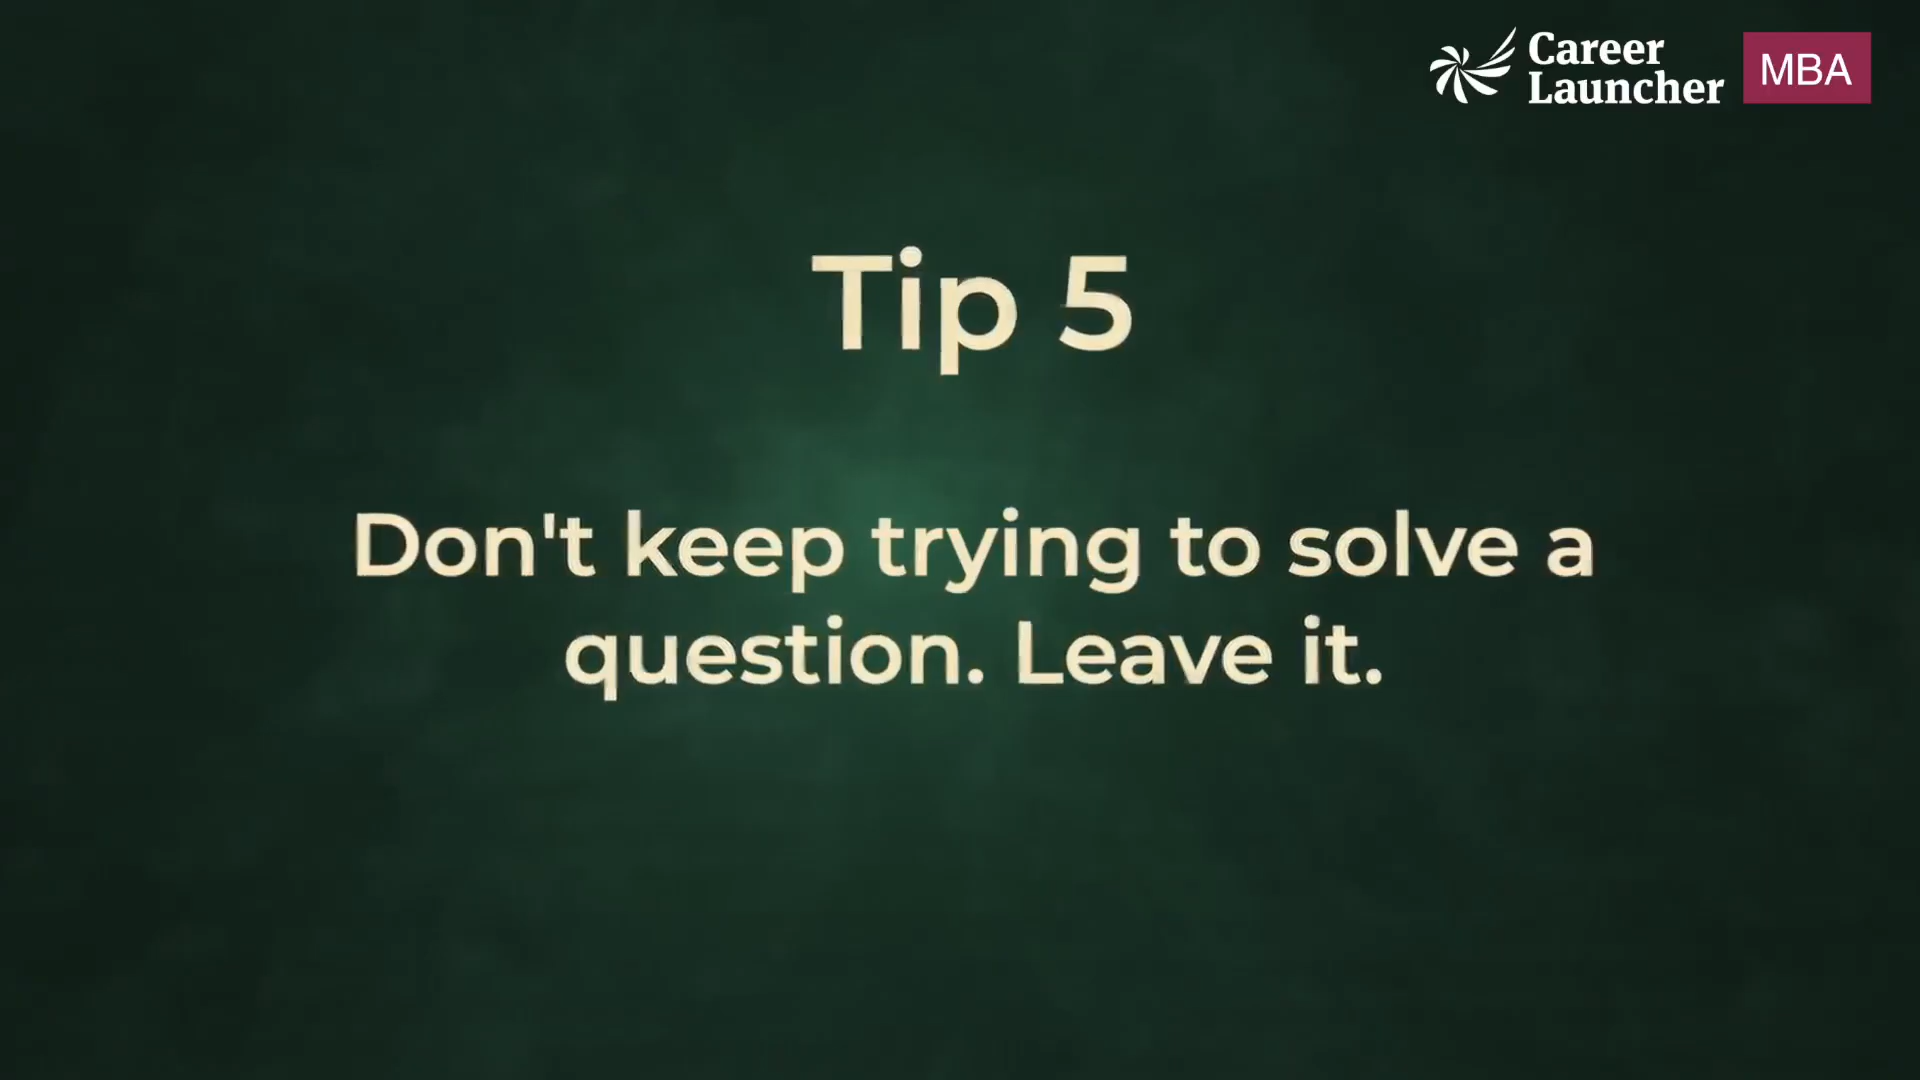 Career
Launcher
MBA
Tip 5
Don't keep trying to solve a
question. Leave it.